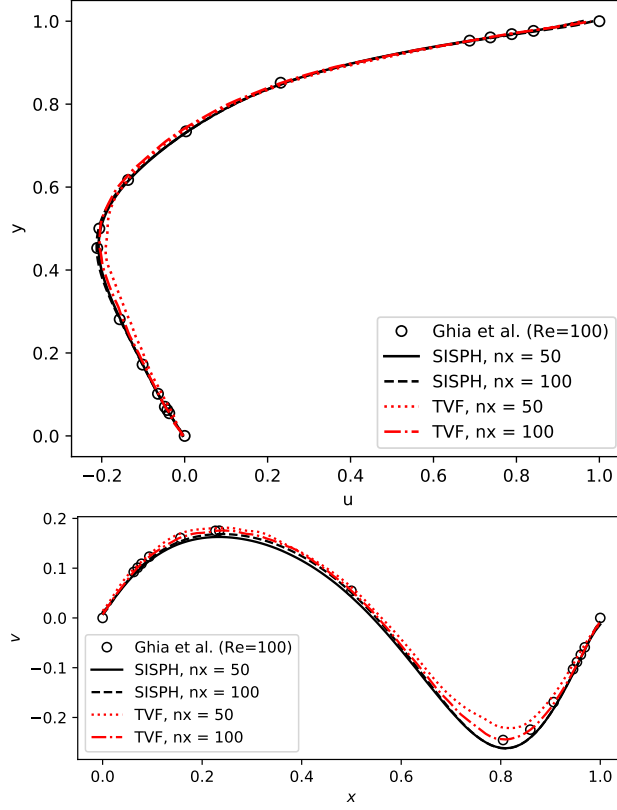 1.0
0.8
0.6
0.4
0.2
0.0
y
Ghia et al. (Re=100)
SISPH, nx = 50
SISPH, nx = 100
TVF, nx = 50
TVF, nx = 100
−0.2 0.0 0.2 0.4 0.6 0.8 1.0
u
0.2
0.1
0.0
−0.1
−0.2
v
Ghia et al. (Re=100)
SISPH, nx = 50
SISPH, nx = 100
TVF, nx = 50
TVF, nx = 100
0.0 0.2 0.4 0.6 0.8 1.0
x